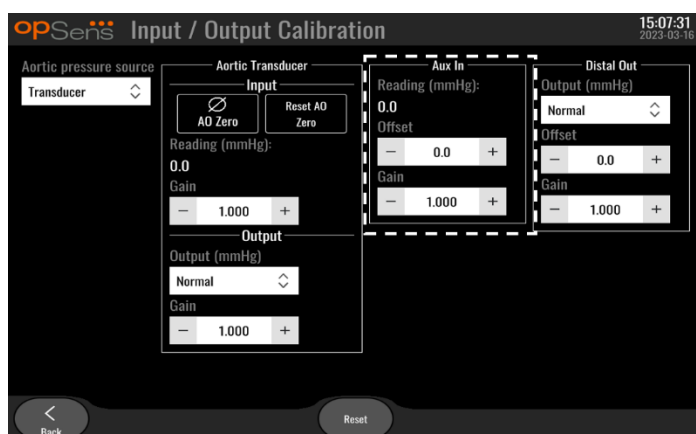 opSens Input / Output Calibration
15:07:31
2023-03-16
Aortic pressure source
Transducer
Aortic Transducer
Input
AO Zero
Reset AO
Zero
Reading (mmHg):
0.0
Gain
− 1.000 +
Output
Output (mmHg)
Normal
Gain
− 1.000 +
Aux In
Reading (mmHg):
0.0
Offset
− 0.0 +
Gain
− 1.000 +
Distal Out
Output (mmHg)
Normal
Offset
− 0.0 +
Gain
− 1.000 +
Back
Reset